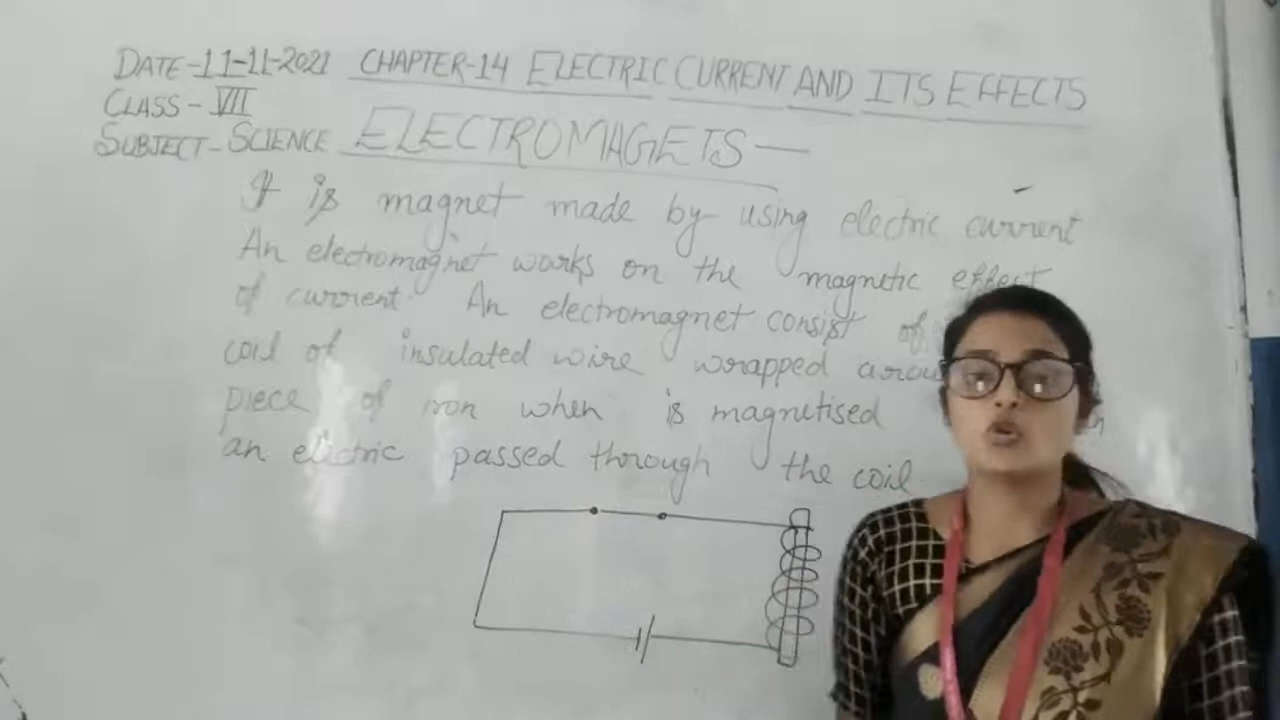 DATE-11-11-2021 CHAPTER-14 ELECTRIC CURRENT AND ITS EFFECTS
CLASS - VII
SUBJECT - SCIENCE ELECTROMAGETS —
It is magnet made by using electric current
An electromagnet works on the magnetic effect
of current. An electromagnet consist of
coil of insulated wire wrapped
piece of iron when is magnetised
an electric passed through the coil